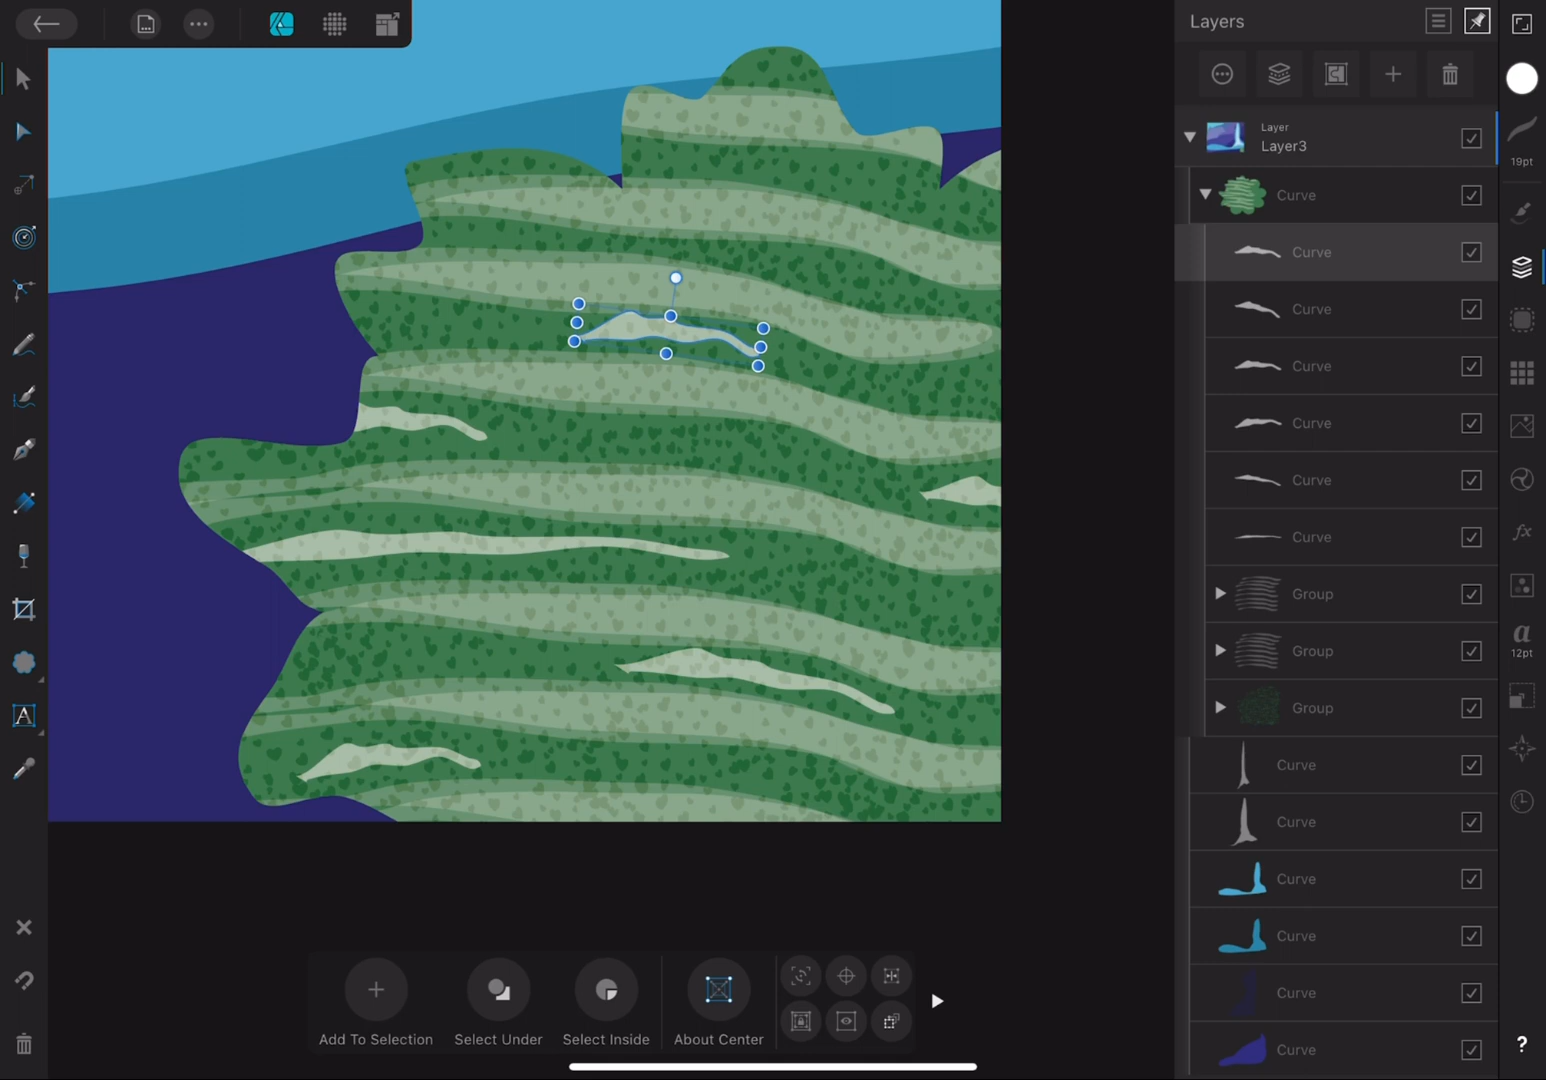 Layers
Layer
Layer3
19pt
Curve
Curve
Curve
Curve
Curve
Curve
Curve
Group
a
12pt
Group
Group
A
Curve
Curve
Curve
Curve
Curve
Curve
fx
?
Add To Selection
Select Under
Select Inside
About Center